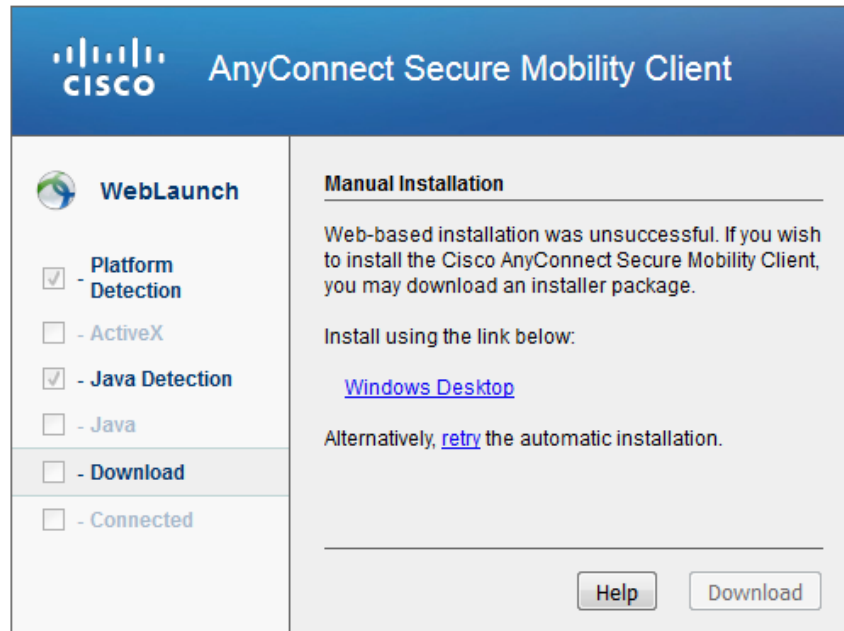 CISCO
AnyConnect Secure Mobility Client
WebLaunch
- Platform
Detection
- ActiveX
- Java Detection
- Java
- Download
- Connected
Manual Installation
Web-based installation was unsuccessful. If you wish
to install the Cisco AnyConnect Secure Mobility Client,
you may download an installer package.
Install using the link below:
Windows Desktop
Alternatively, retry the automatic installation.
Help
Download